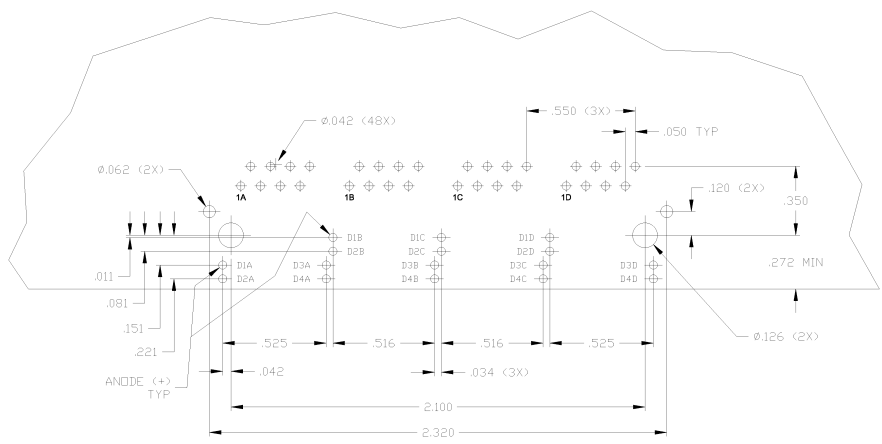 .550 (3X)
Ø.042 (48X)
.050 TYP
Ø.062 (2X)
.120 (2X)
1A 1B 1C 1D
.350
D1B D1C D1D
D2B D2C D2D
.011
D1A D3A D3B D3C D3D
.272 MIN
D2A D4A D4B D4C D4D
.081
.151
Ø.126 (2X)
.221
.525 .516 .516 .525
.042
.034 (3X)
ANODE (+)
TYP
2.100
2.320